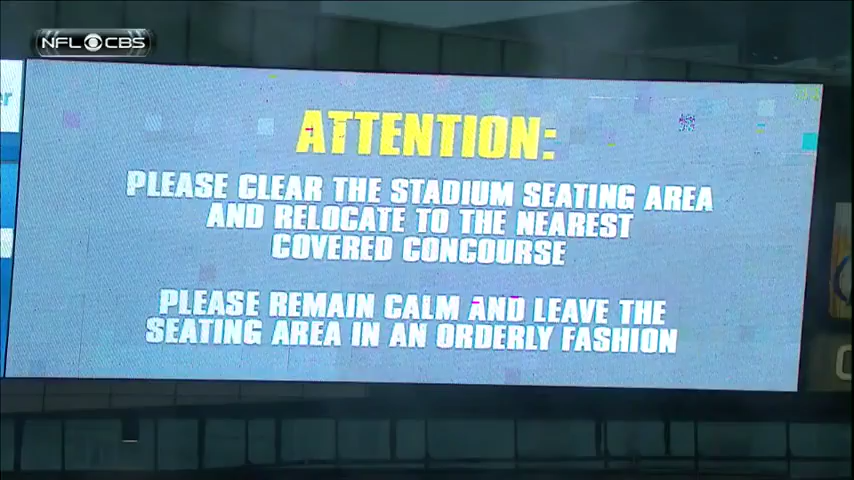 NFL CBS
er
ATTENTION:
PLEASE CLEAR THE STADIUM SEATING AREA
AND RELOCATE TO THE NEAREST
COVERED CONCOURSE
PLEASE REMAIN CALM AND LEAVE THE
SEATING AREA IN AN ORDERLY FASHION